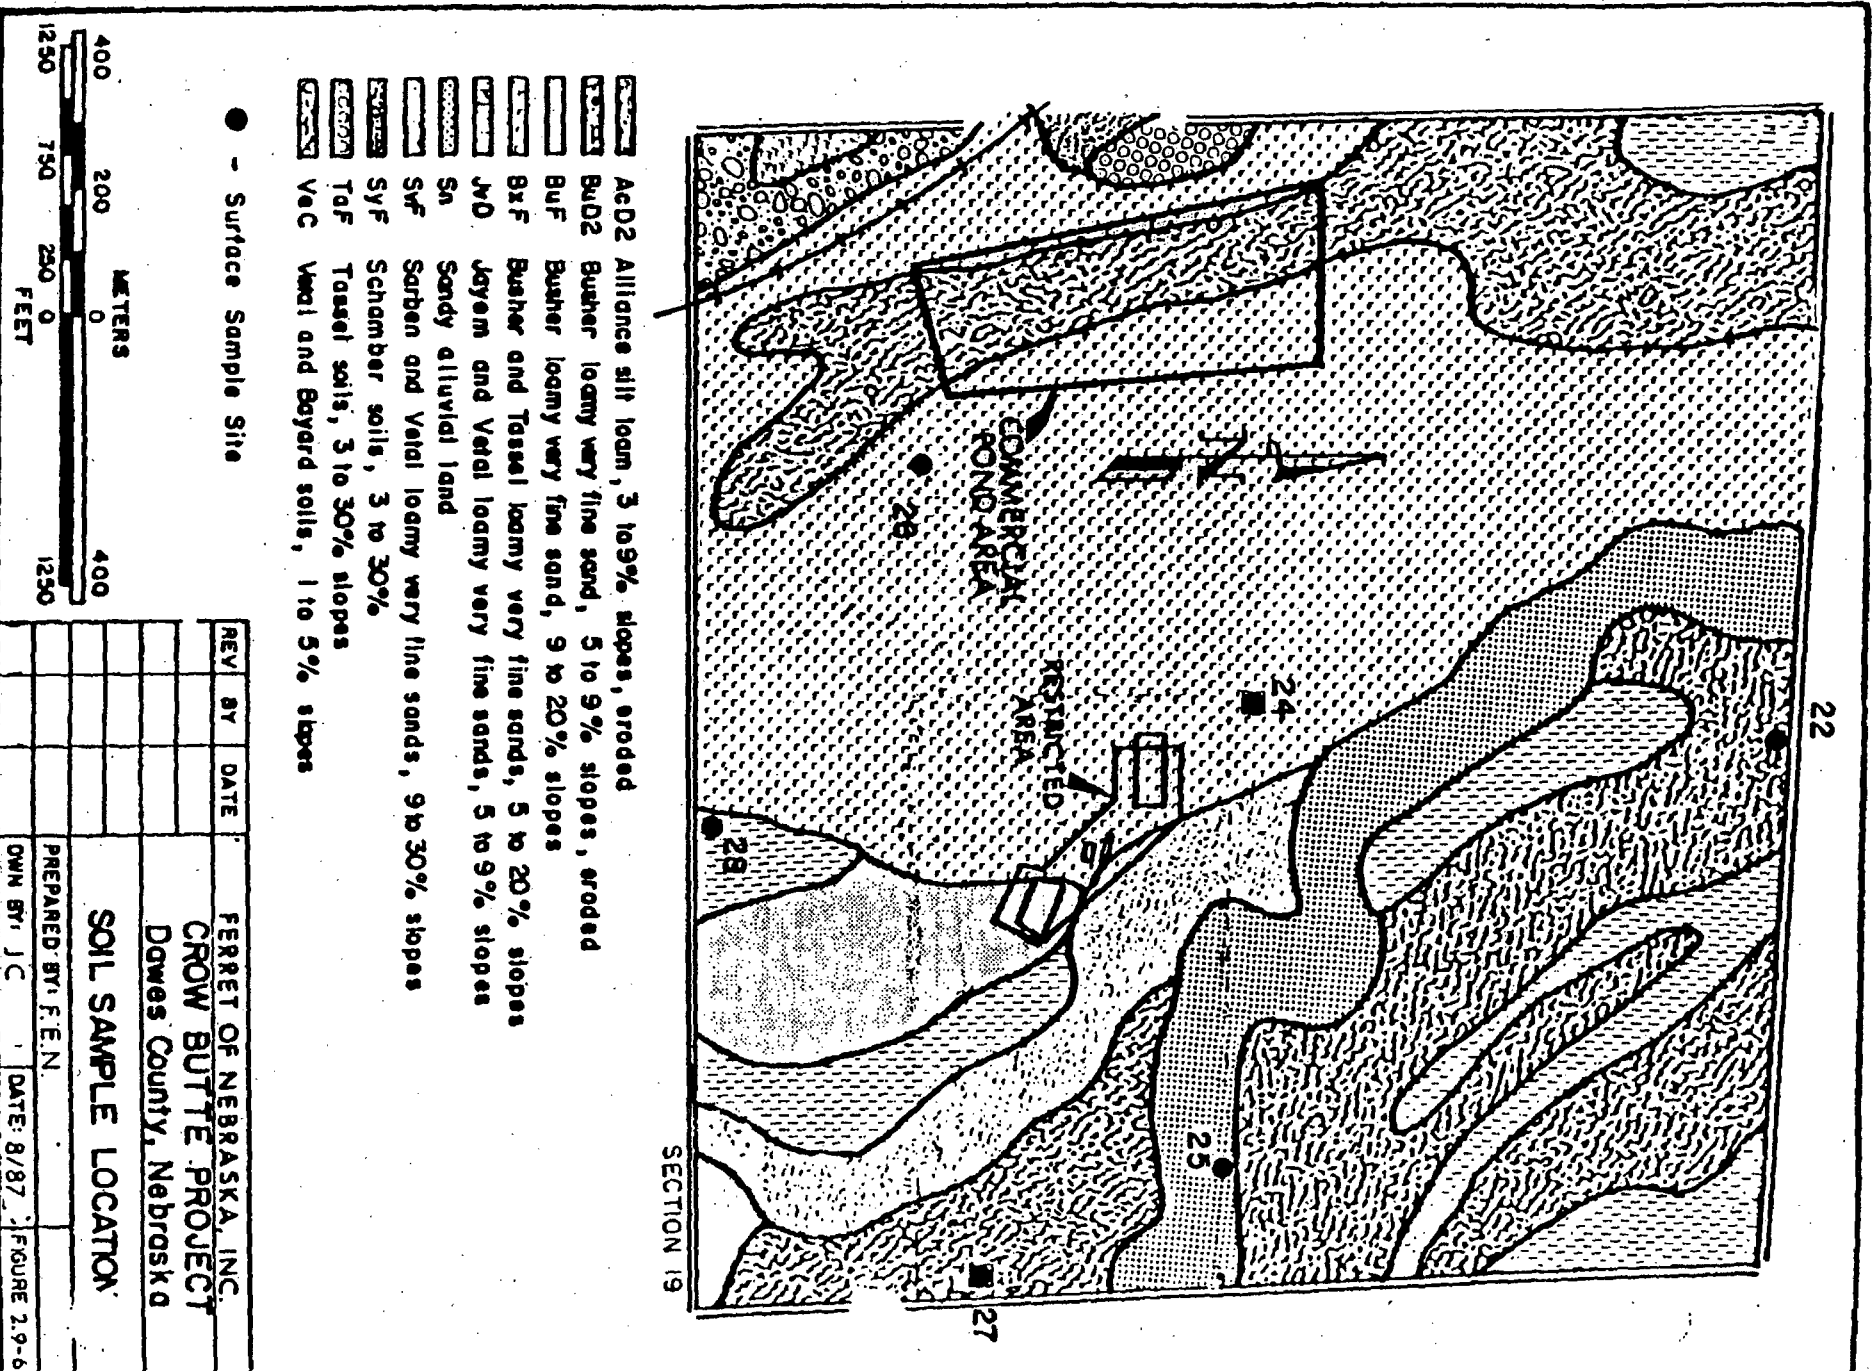 22
24
25
26
27
28
COMMERCIAL
POND AREA
N
RESTRICTED
AREA
SECTION 19
AcD2 Alliance silt loam, 3 to 9% slopes, eroded
BuD2 Busher loamy very fine sand, 5 to 9% slopes, eroded
BuF Busher loamy very fine sand, 9 to 20% slopes
BxF Busher and Tassel loamy very fine sands, 5 to 20% slopes
JvD Jayem and Vetal loamy very fine sands, 5 to 9% slopes
Sn Sandy alluvial land
SvF Sarben and Vetal loamy very fine sands, 9 to 30% slopes
SyF Schamber soils, 3 to 30%
TaF Tassel soils, 3 to 30% slopes
VeC Vetal and Bayard soils, 1 to 5% slopes
● - Surface Sample Site
METERS
400 200 0 400
1250 750 250 0 1250
FEET
REV BY DATE
FERRET OF NEBRASKA, INC.
CROW BUTTE PROJECT
Dawes County, Nebraska
SOIL SAMPLE LOCATION
PREPARED BY: F.E.N.
DWN BY: JC DATE: 8/87 FIGURE 2.9-6